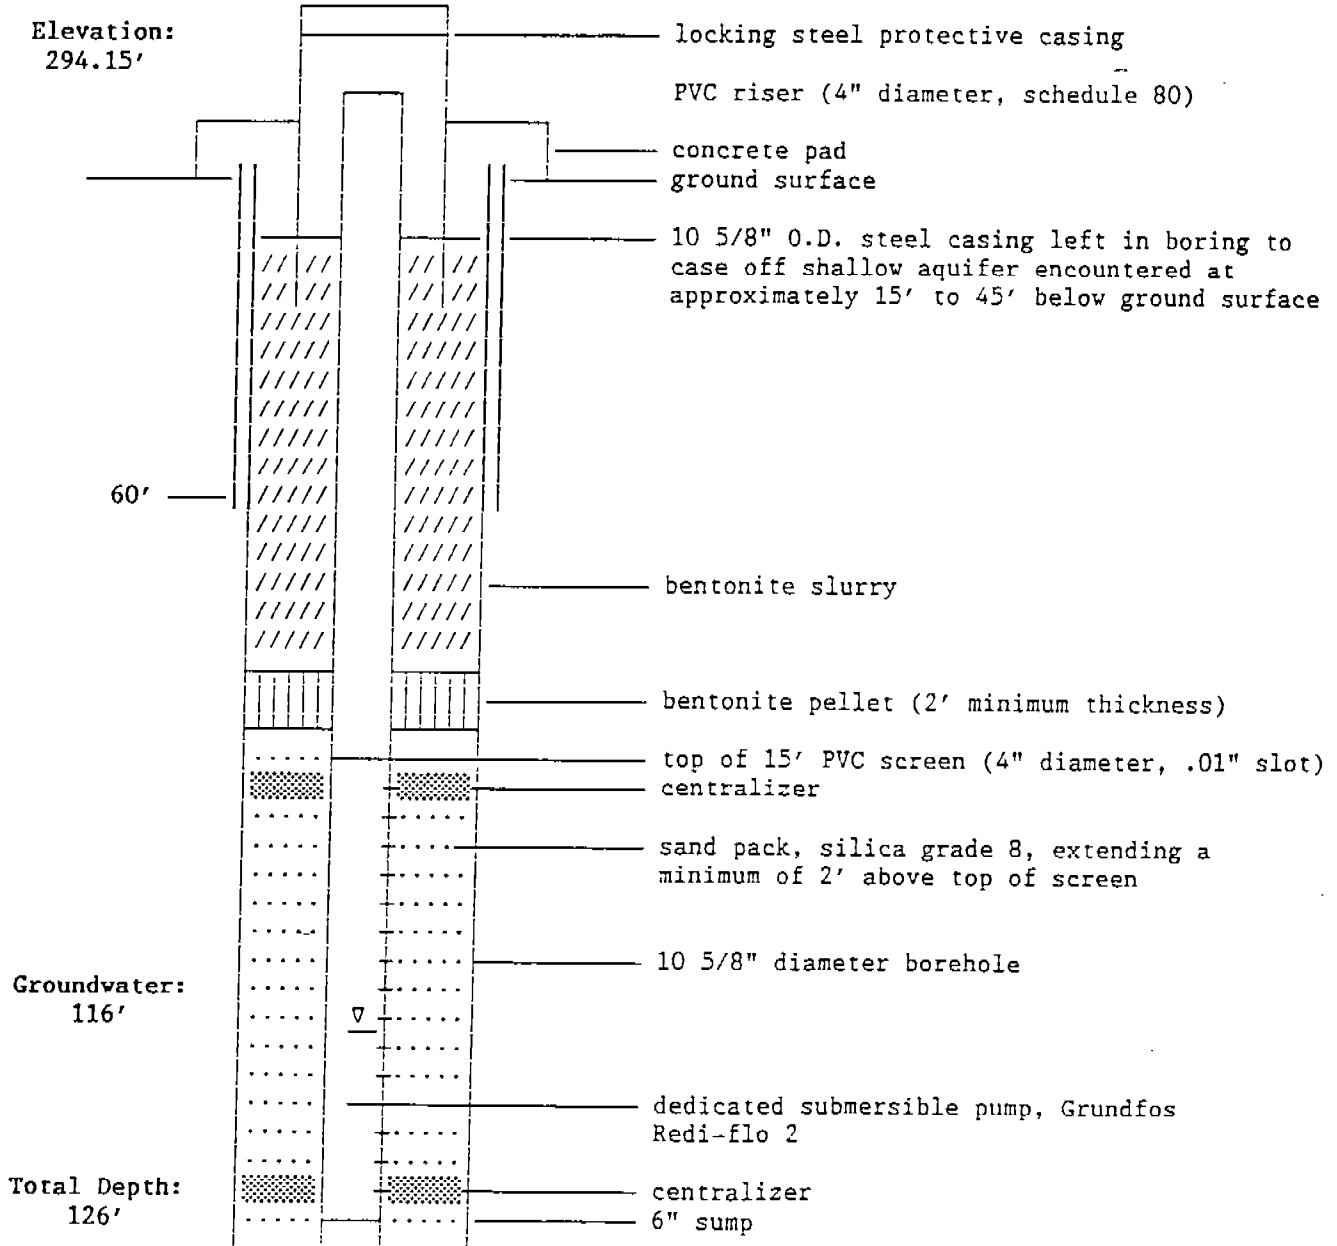 Elevation:
294.15'
locking steel protective casing
PVC riser (4" diameter, schedule 80)
concrete pad
ground surface
10 5/8" O.D. steel casing left in boring to
case off shallow aquifer encountered at
approximately 15' to 45' below ground surface
60'
bentonite slurry
bentonite pellet (2' minimum thickness)
top of 15' PVC screen (4" diameter, .01" slot)
centralizer
sand pack, silica grade 8, extending a
minimum of 2' above top of screen
10 5/8" diameter borehole
Groundwater:
116'
dedicated submersible pump, Grundfos
Redi-flo 2
Total Depth:
126'
centralizer
6" sump